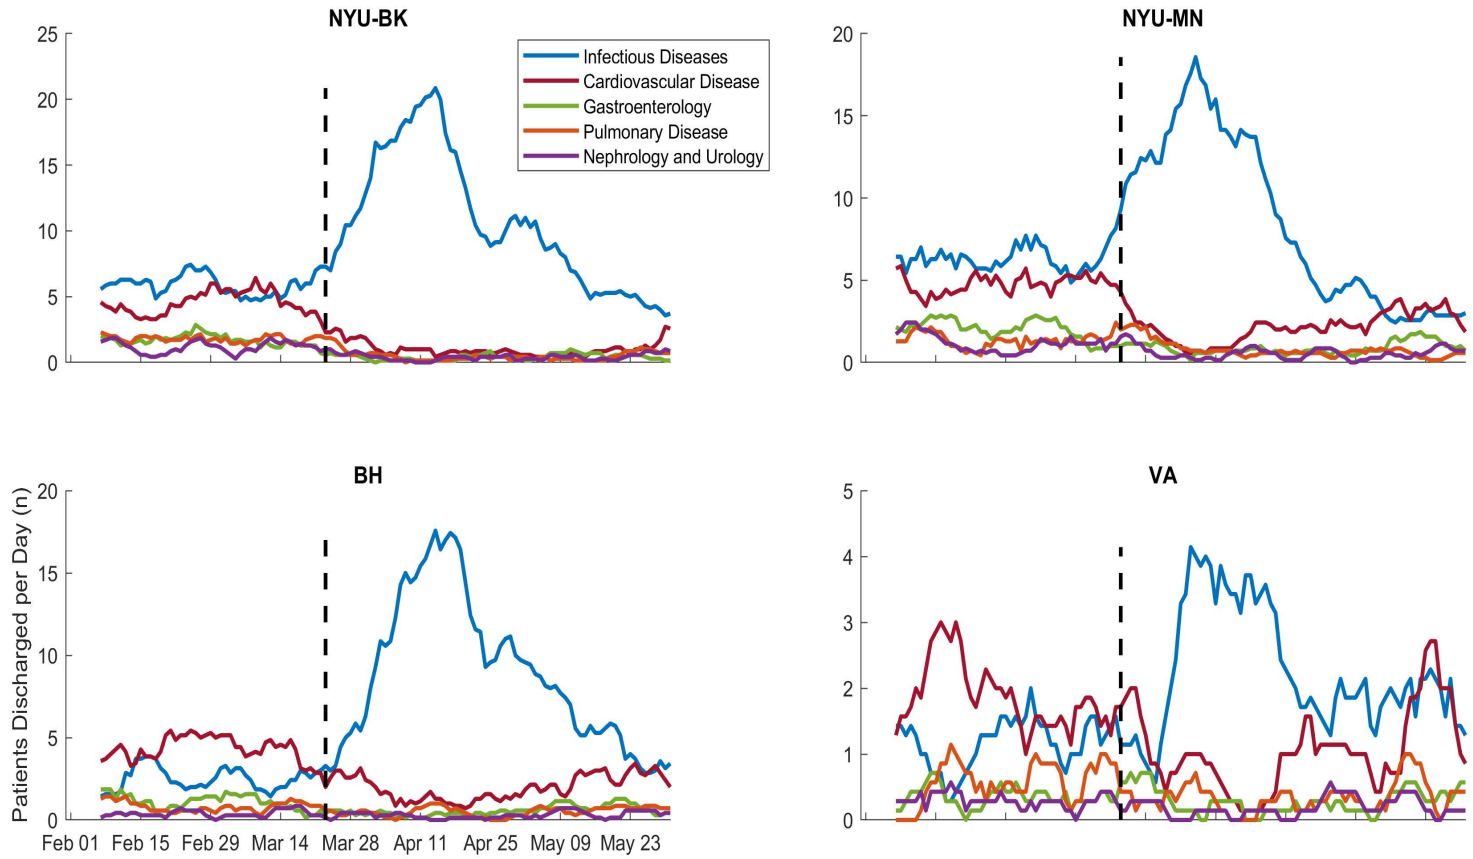 NYU-BK
NYU-MN
25
20
15
10
5
0
Infectious Diseases
Cardiovascular Disease
Gastroenterology
Pulmonary Disease
Nephrology and Urology
20
15
10
5
0
BH
VA
Patients Discharged per Day (n)
20
15
10
5
0
Feb 01 Feb 15 Feb 29 Mar 14 Mar 28 Apr 11 Apr 25 May 09 May 23
5
4
3
2
1
0